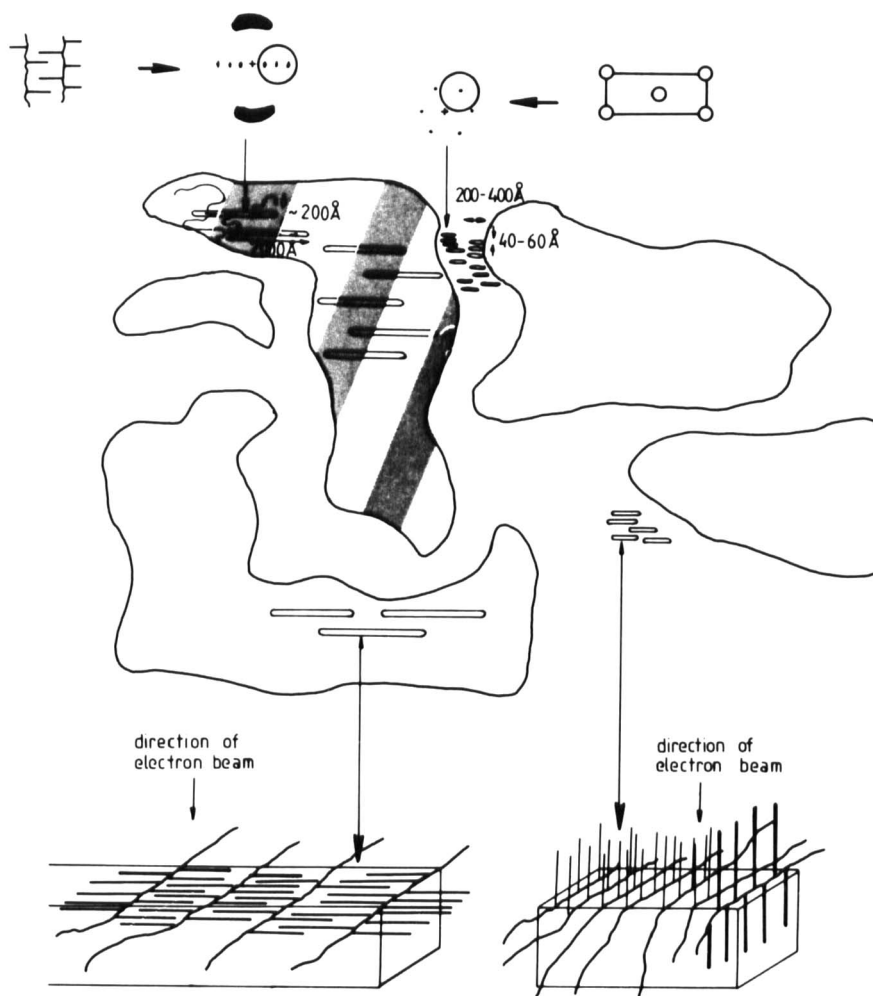 200-400Å
~200Å
40-60Å
direction of
electron beam
direction of
electron beam